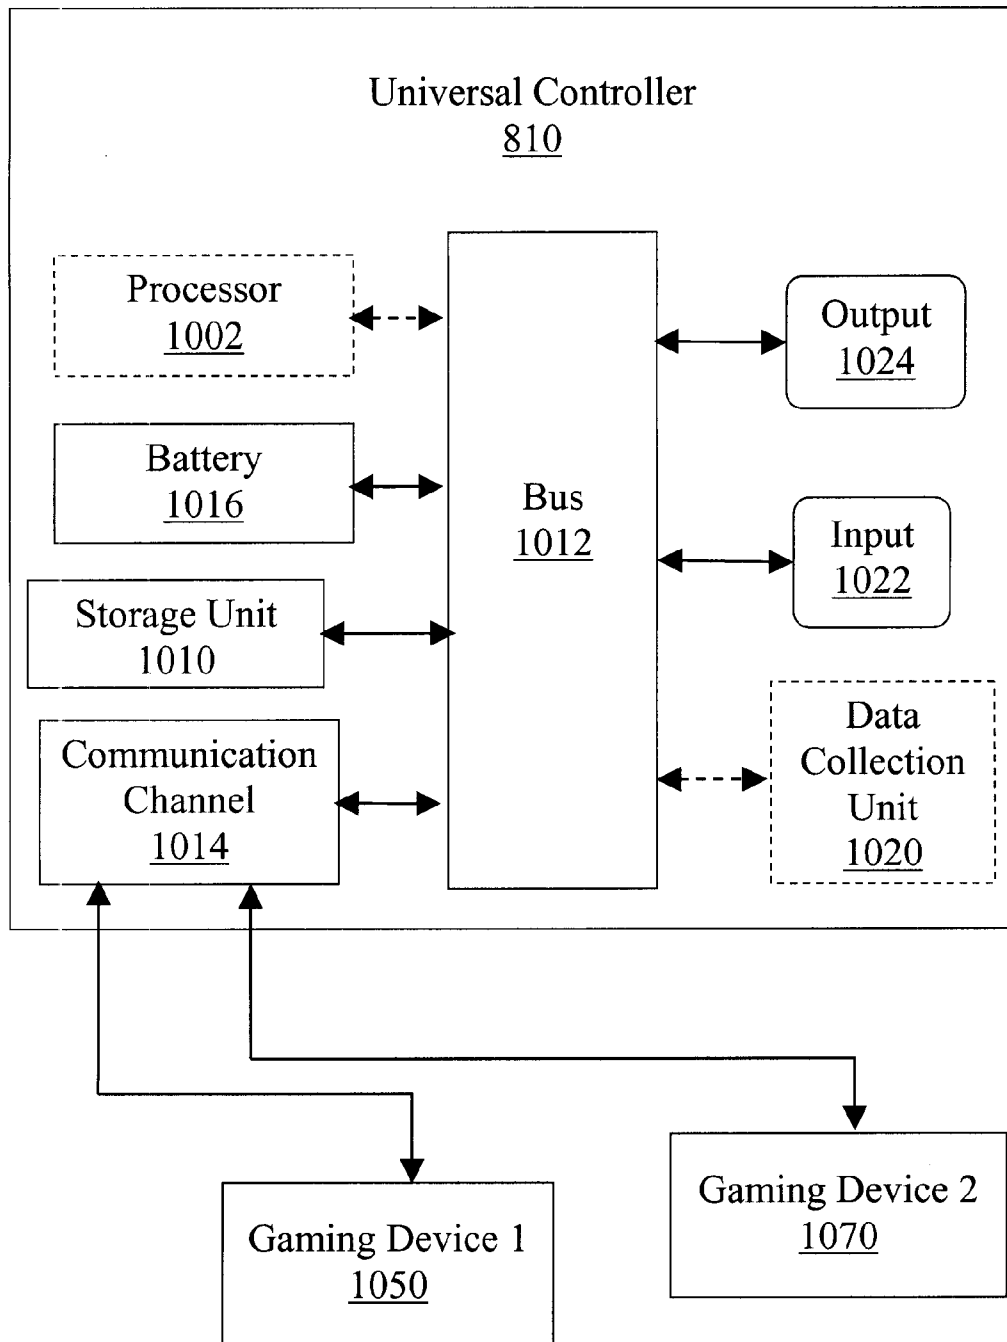 Universal Controller
810
Processor
1002
Battery
1016
Storage Unit
1010
Communication
Channel
1014
Bus
1012
Output
1024
Input
1022
Data
Collection
Unit
1020
Gaming Device 1
1050
Gaming Device 2
1070